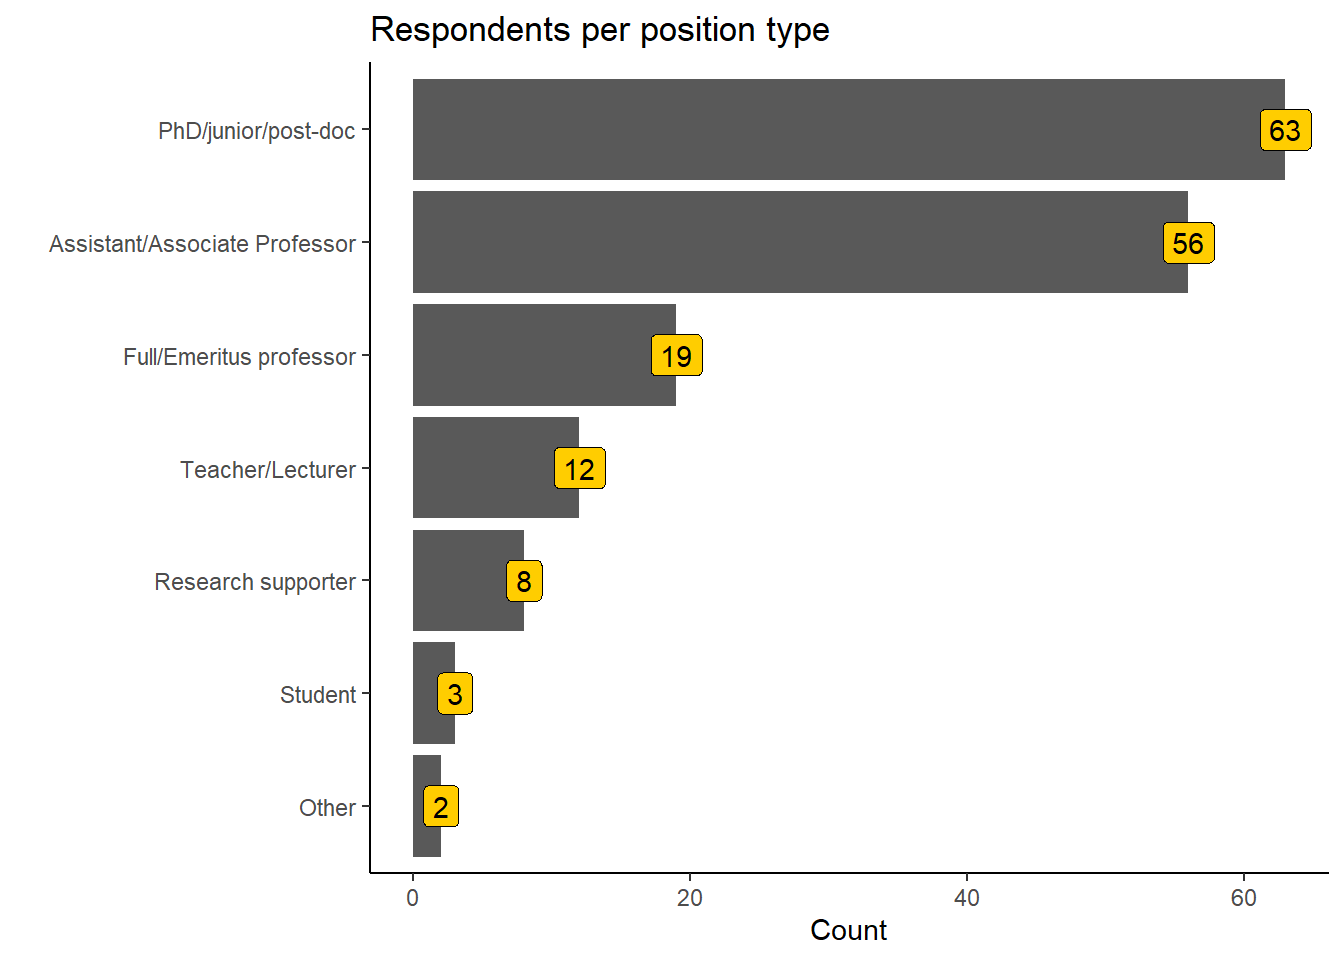 Respondents per position type
PhD/junior/post-doc
63
Assistant/Associate Professor
56
Full/Emeritus professor
19
Teacher/Lecturer
12
Research supporter
8
Student
3
Other
2
0 20 40 60
Count